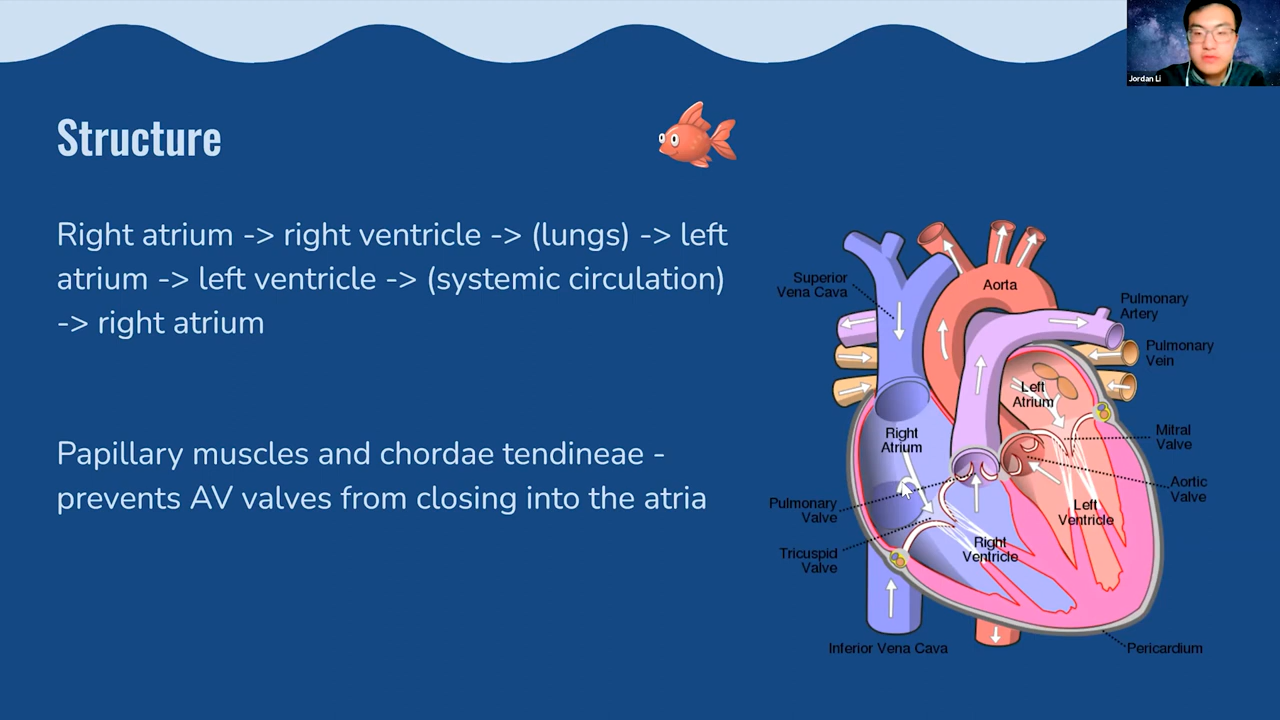 Jordan Li
Structure
Right atrium -> right ventricle -> (lungs) -> left
atrium -> left ventricle -> (systemic circulation)
-> right atrium
Papillary muscles and chordae tendineae -
prevents AV valves from closing into the atria
Superior
Vena Cava
Aorta
Pulmonary
Artery
Pulmonary
Vein
Left
Atrium
Right
Atrium
Mitral
Valve
Aortic
Valve
Pulmonary
Valve
Left
Ventricle
Tricuspid
Valve
Right
Ventricle
Inferior Vena Cava
Pericardium